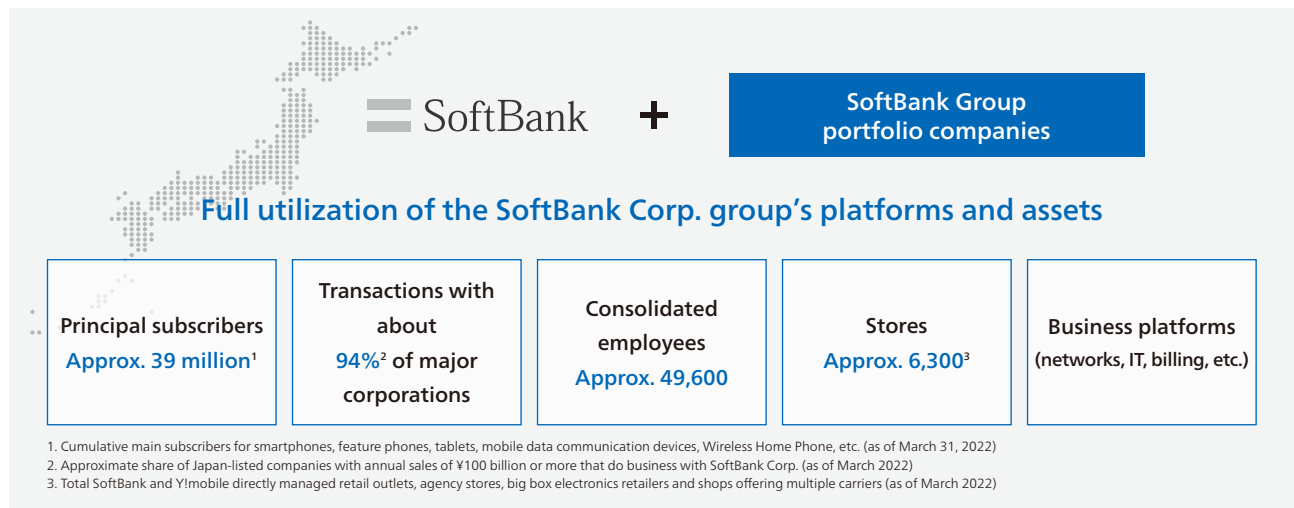 SoftBank
+
SoftBank Group
portfolio companies
Full utilization of the SoftBank Corp. group’s platforms and assets
Principal subscribers
Approx. 39 million¹
Transactions with
about
94%² of major
corporations
Consolidated
employees
Approx. 49,600
Stores
Approx. 6,300³
Business platforms
(networks, IT, billing, etc.)
1. Cumulative main subscribers for smartphones, feature phones, tablets, mobile data communication devices, Wireless Home Phone, etc. (as of March 31, 2022)
2. Approximate share of Japan-listed companies with annual sales of ¥100 billion or more that do business with SoftBank Corp. (as of March 2022)
3. Total SoftBank and Y!mobile directly managed retail outlets, agency stores, big box electronics retailers and shops offering multiple carriers (as of March 2022)